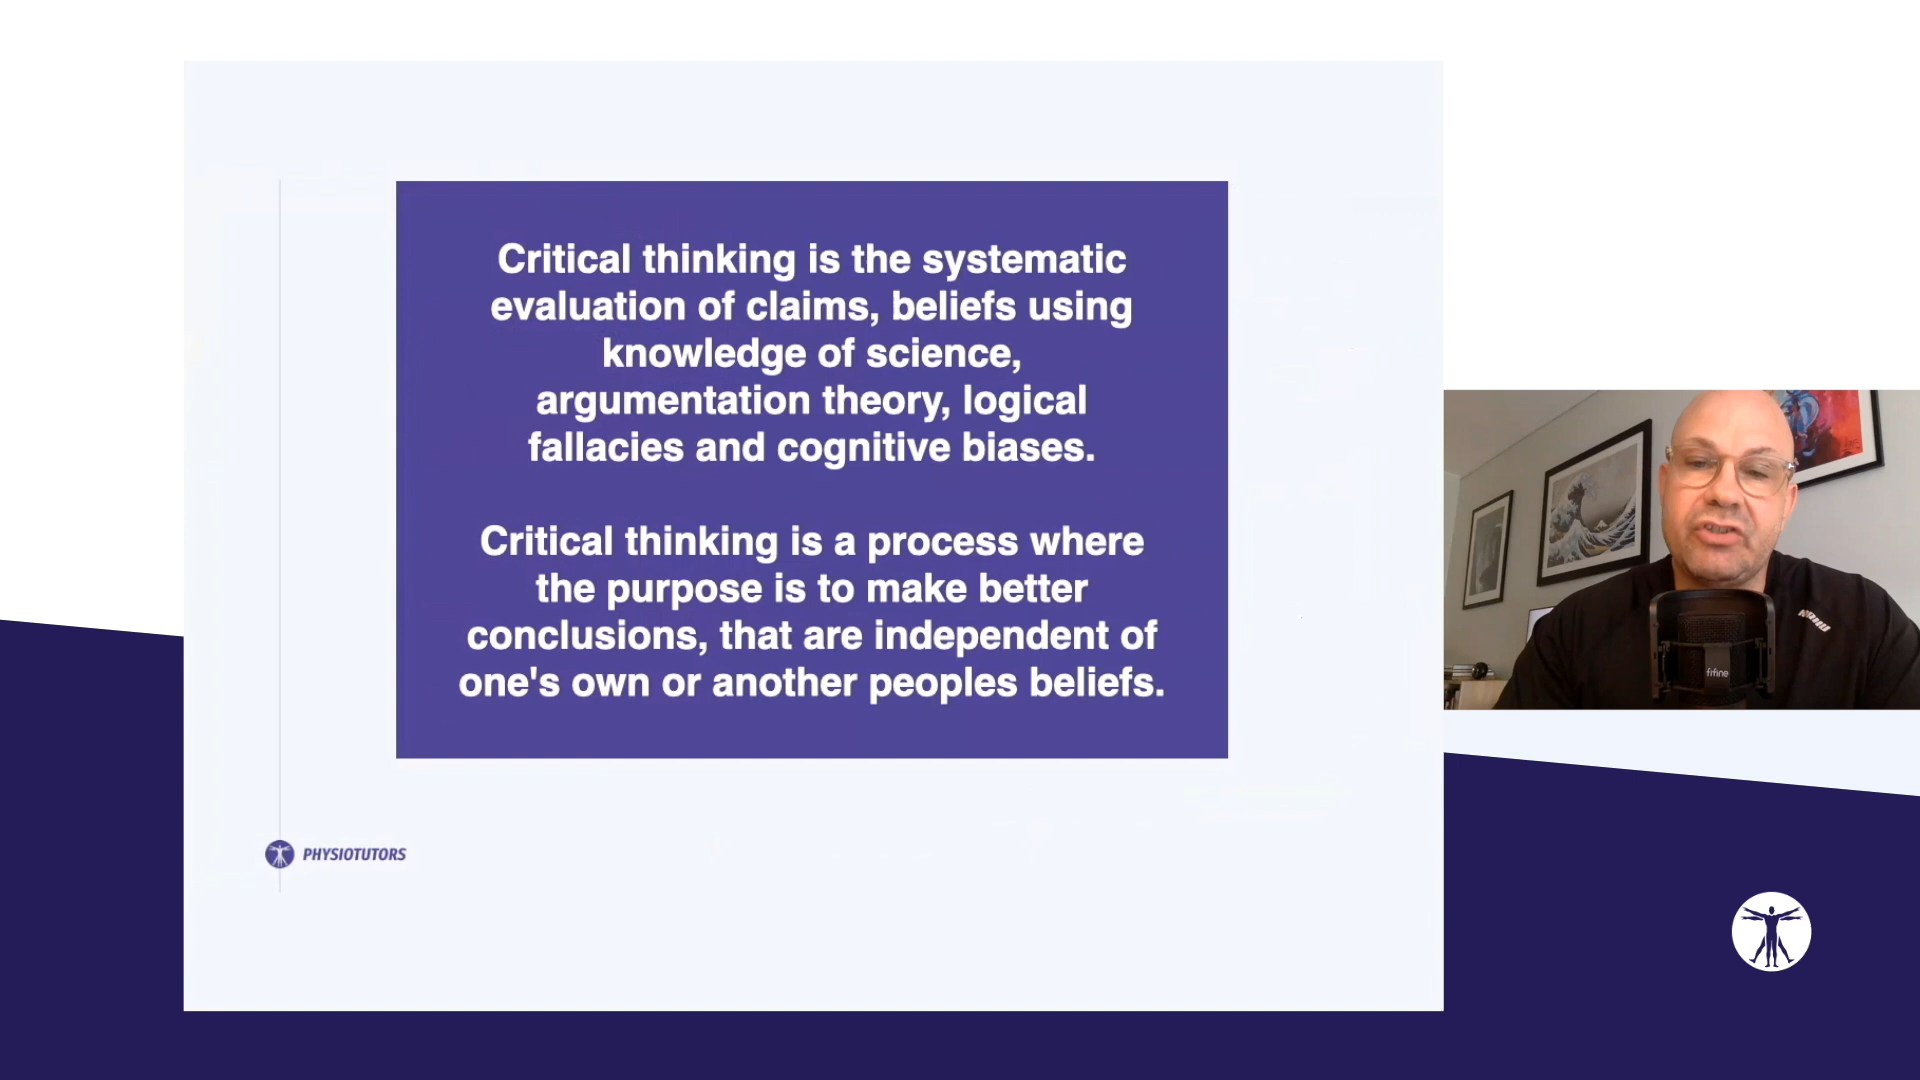 Critical thinking is the systematic
evaluation of claims, beliefs using
knowledge of science,
argumentation theory, logical
fallacies and cognitive biases.
Critical thinking is a process where
the purpose is to make better
conclusions, that are independent of
one's own or another peoples beliefs.
PHYSIOTUTORS
fifine